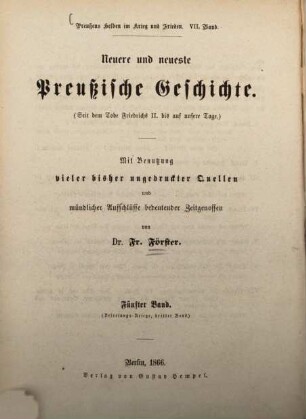 Preußens Helden im Krieg und Frieden. VII. Band.
Neuere und neueste
Preußische Geschichte.
(Seit dem Tode Friedrichs II. bis auf unsere Tage.)
Mit Benutzung
vieler bisher ungedruckter Quellen
und
mündlicher Aufschlüsse bedeutender Zeitgenossen
von
Dr. Fr. Förster.
Fünfter Band.
(Befreiungs-Kriege, dritter Band)
Berlin, 1866.
Verlag von Gustav Hempel.